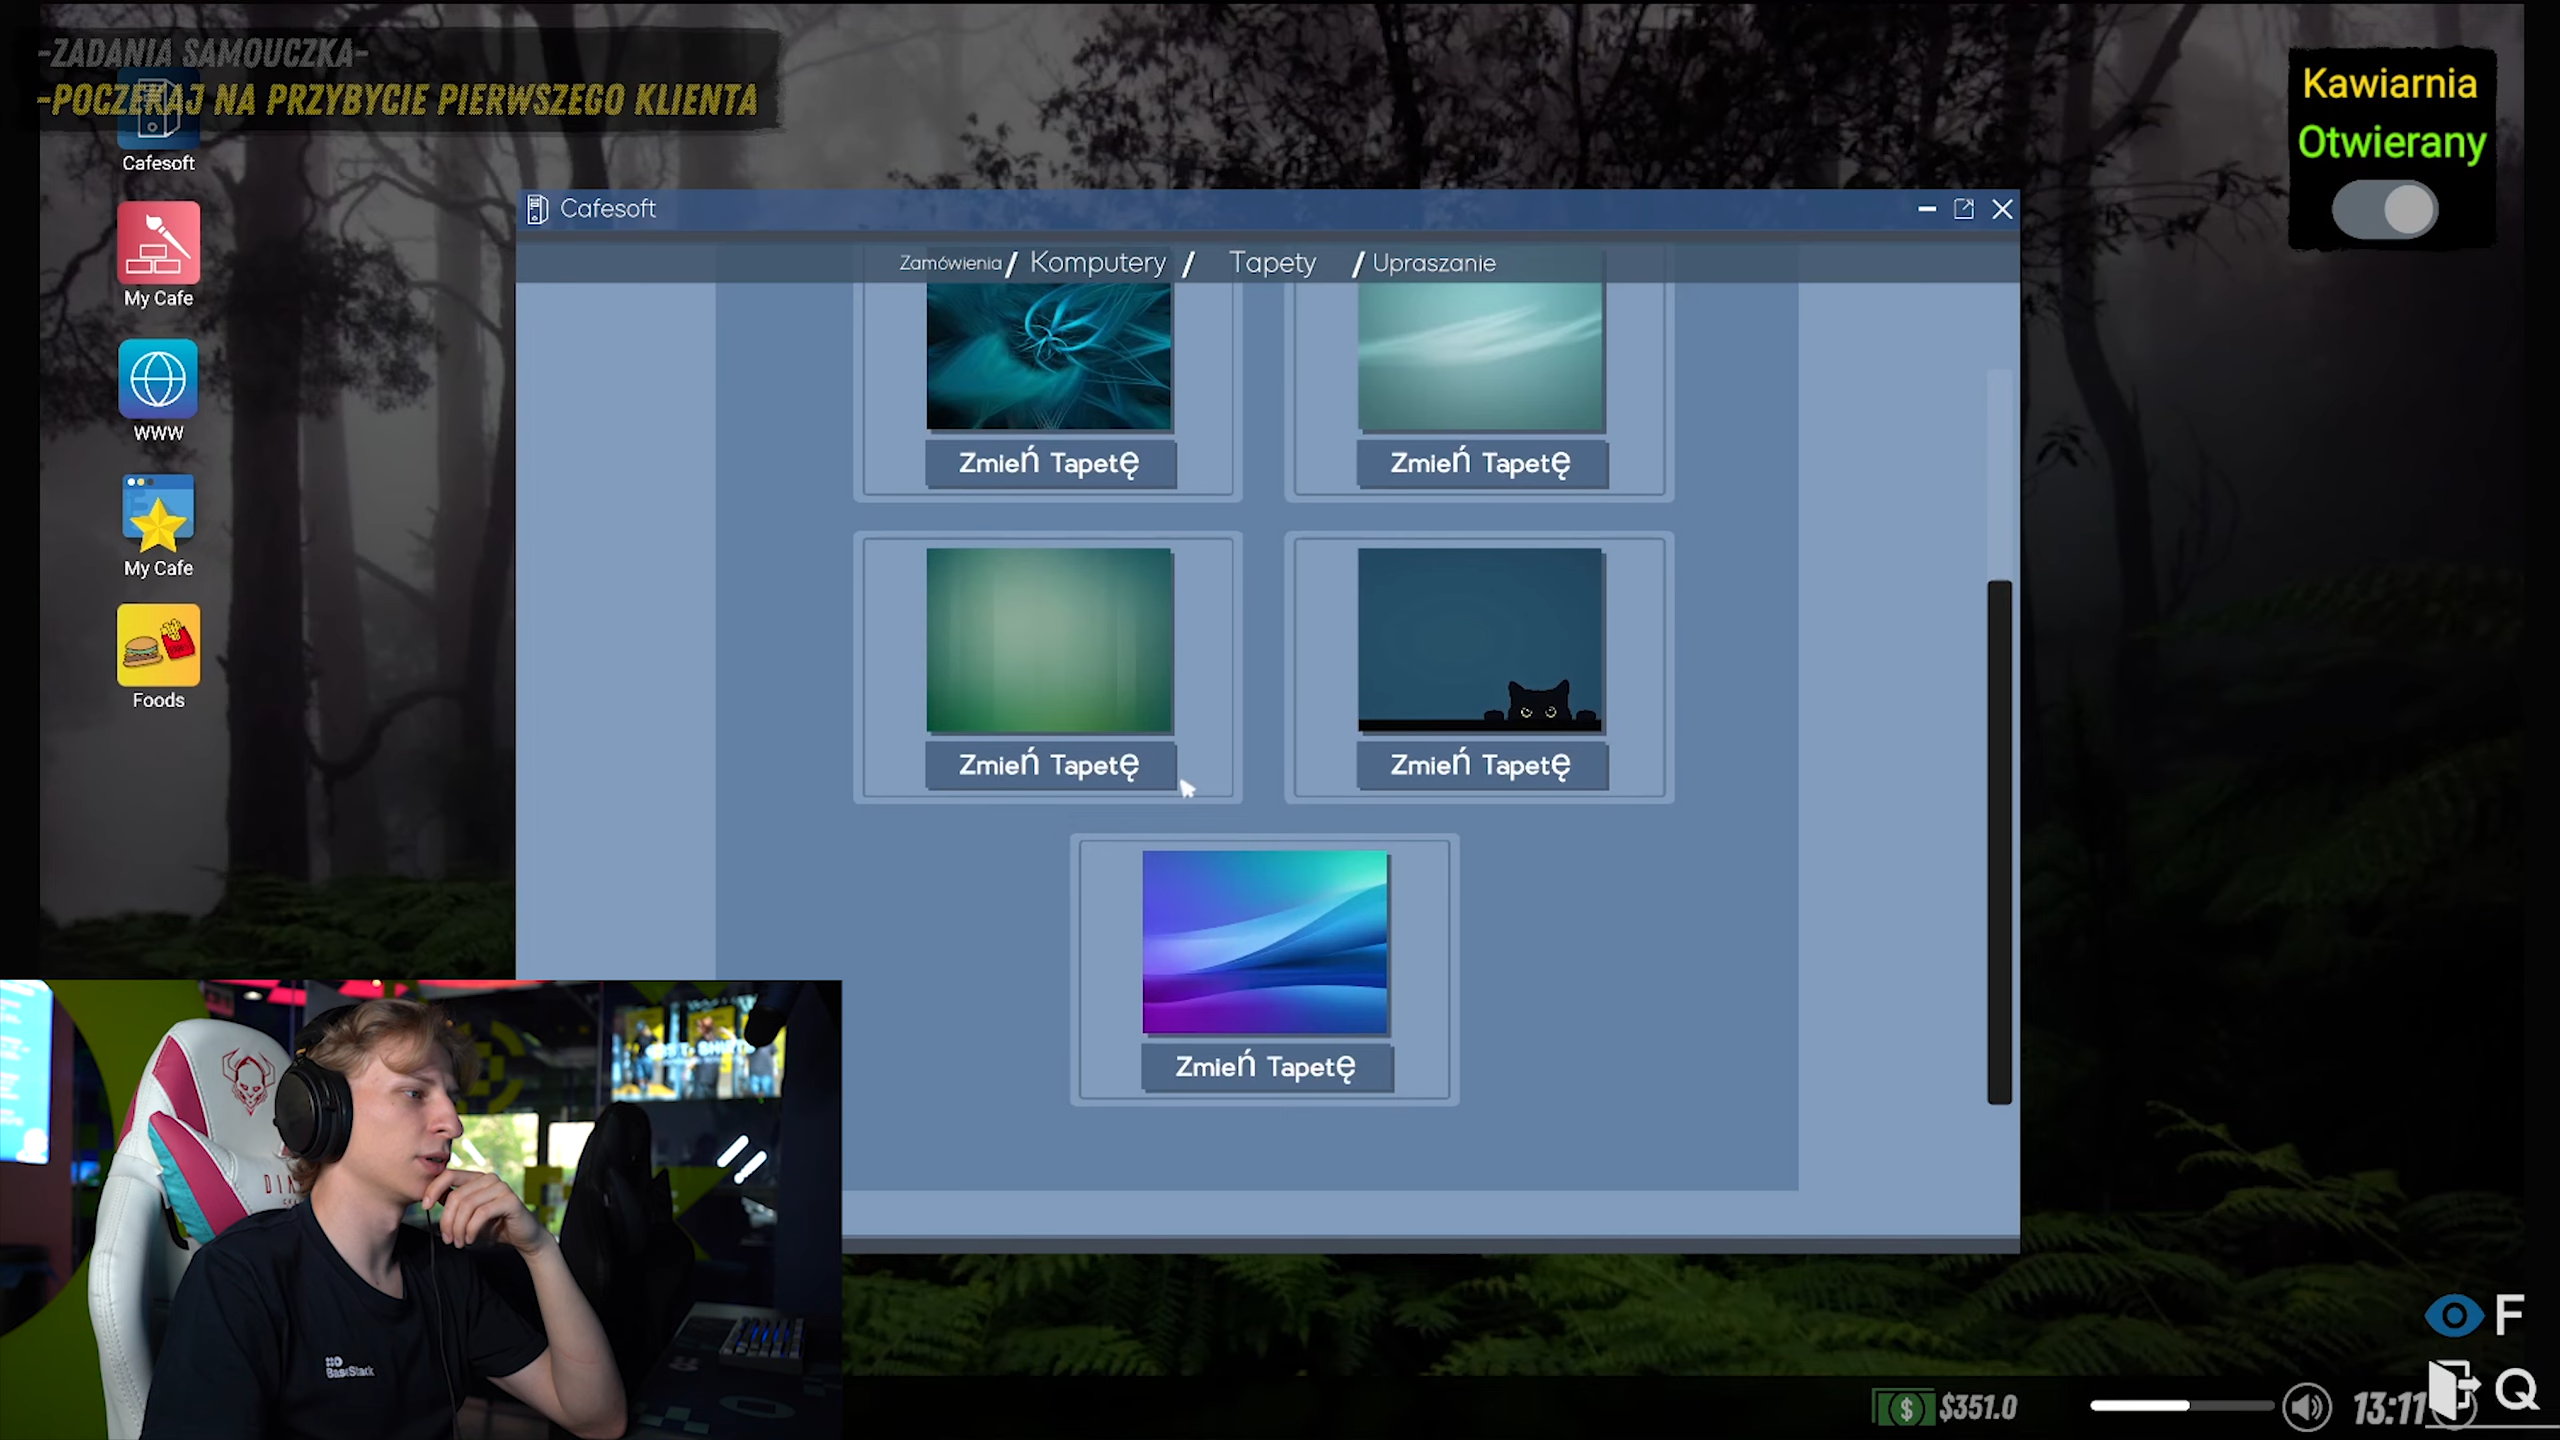 -ZADANIA SAMOUCZKA-
-POCZEKAJ NA PRZYBYCIE PIERWSZEGO KLIENTA
Kawiarnia
Otwierany
Cafesoft
My Cafe
WWW
My Cafe
Foods
Cafesoft
Zamówienia / Komputery / Tapety / Upraszanie
Zmień Tapetę
Zmień Tapetę
Zmień Tapetę
Zmień Tapetę
Zmień Tapetę
F
Q
$351.0
13:11